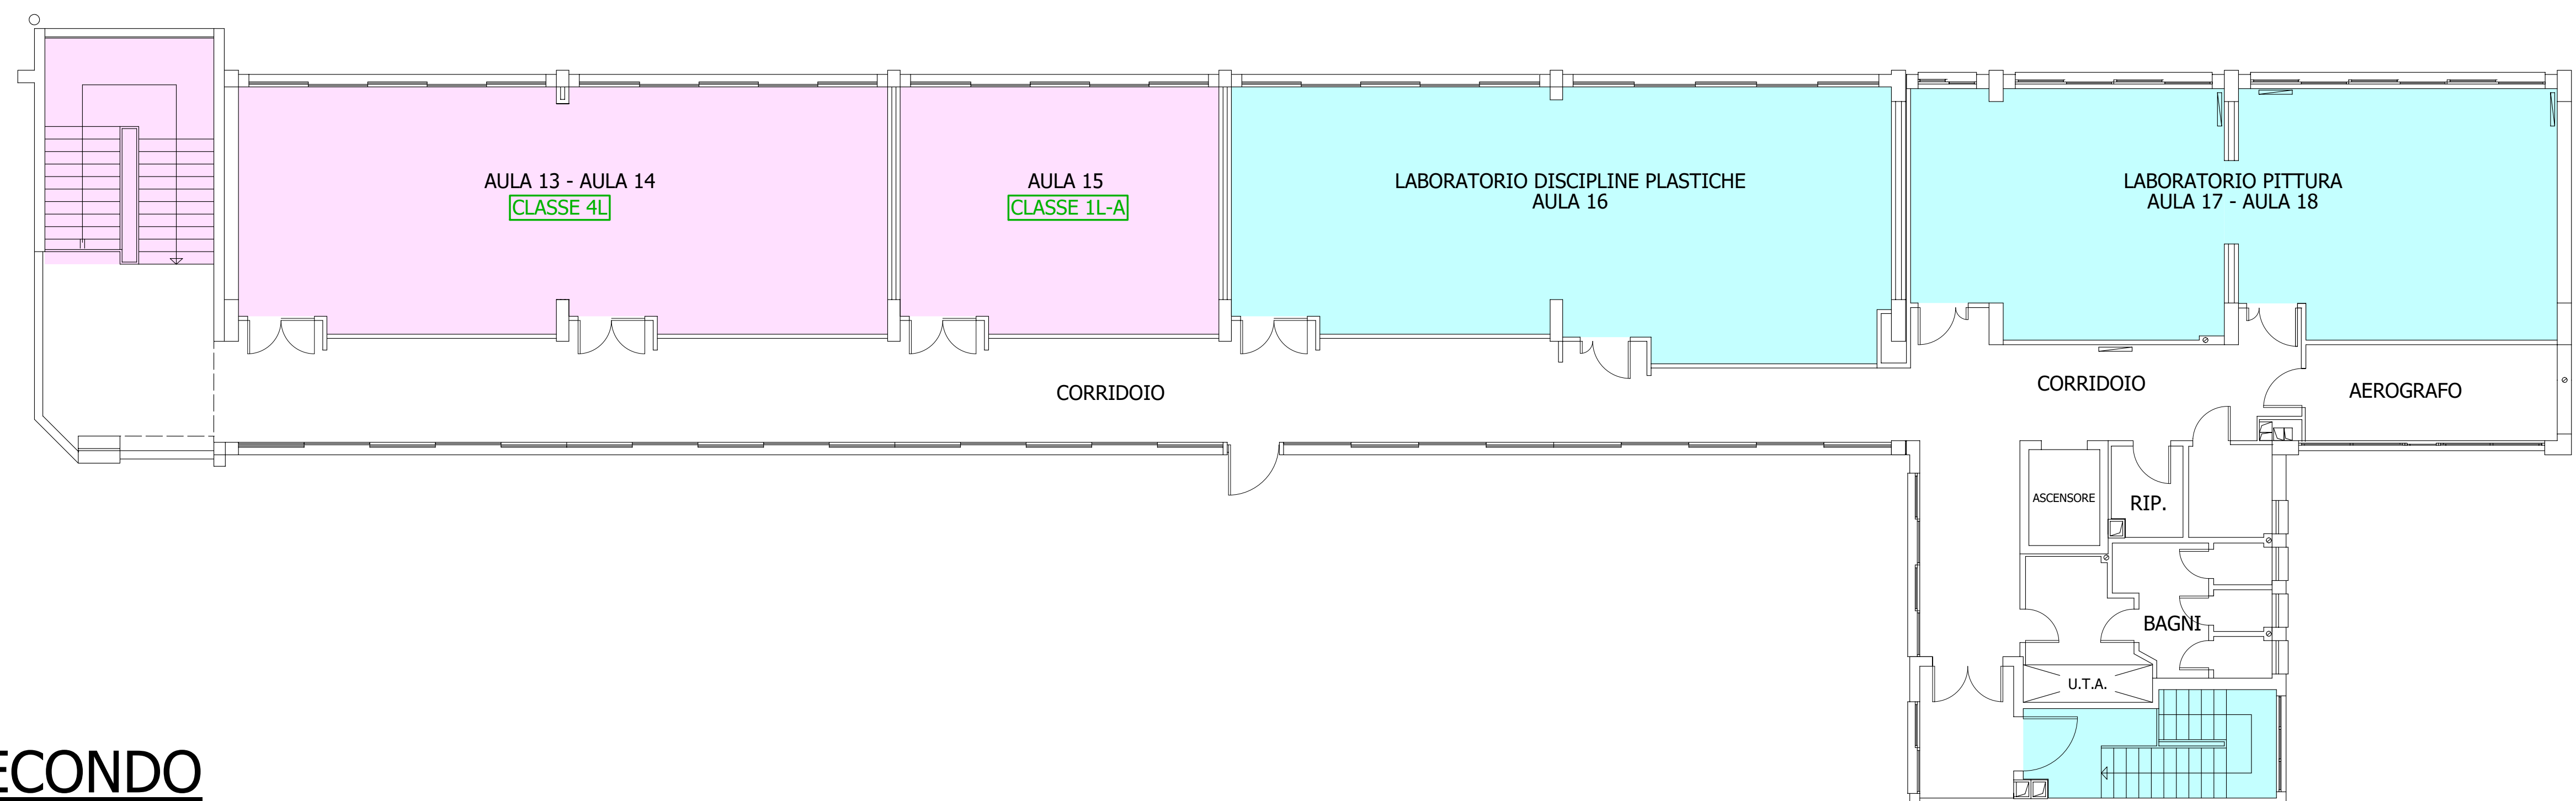 AULA 13 - AULA 14
CLASSE 4L
AULA 15
CLASSE 1L-A
LABORATORIO DISCIPLINE PLASTICHE
AULA 16
LABORATORIO PITTURA
AULA 17 - AULA 18
CORRIDOIO
CORRIDOIO
AEROGRAFO
ASCENSORE
RIP.
BAGNI
U.T.A.
ECONDO